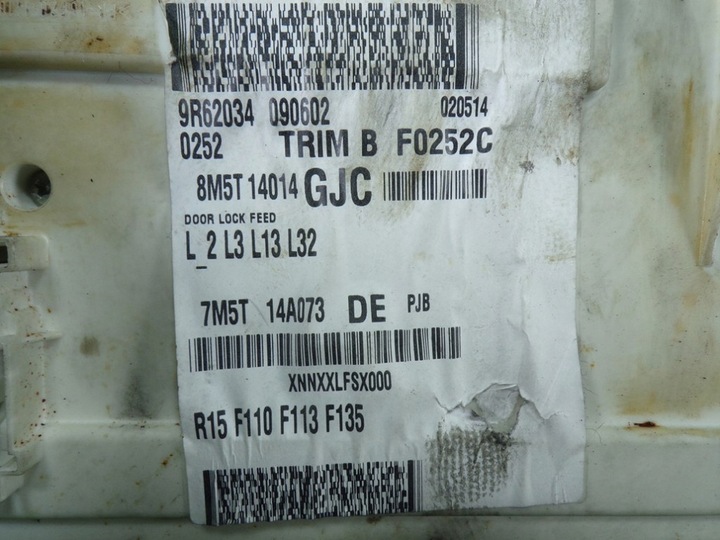 9R62034 090602 020514
0252 TRIM B F0252C
8M5T 14014 GJC
DOOR LOCK FEED
L_2 L3 L13 L32
7M5T 14A073 DE PJB
XNNXXLFSX000
R15 F110 F113 F135